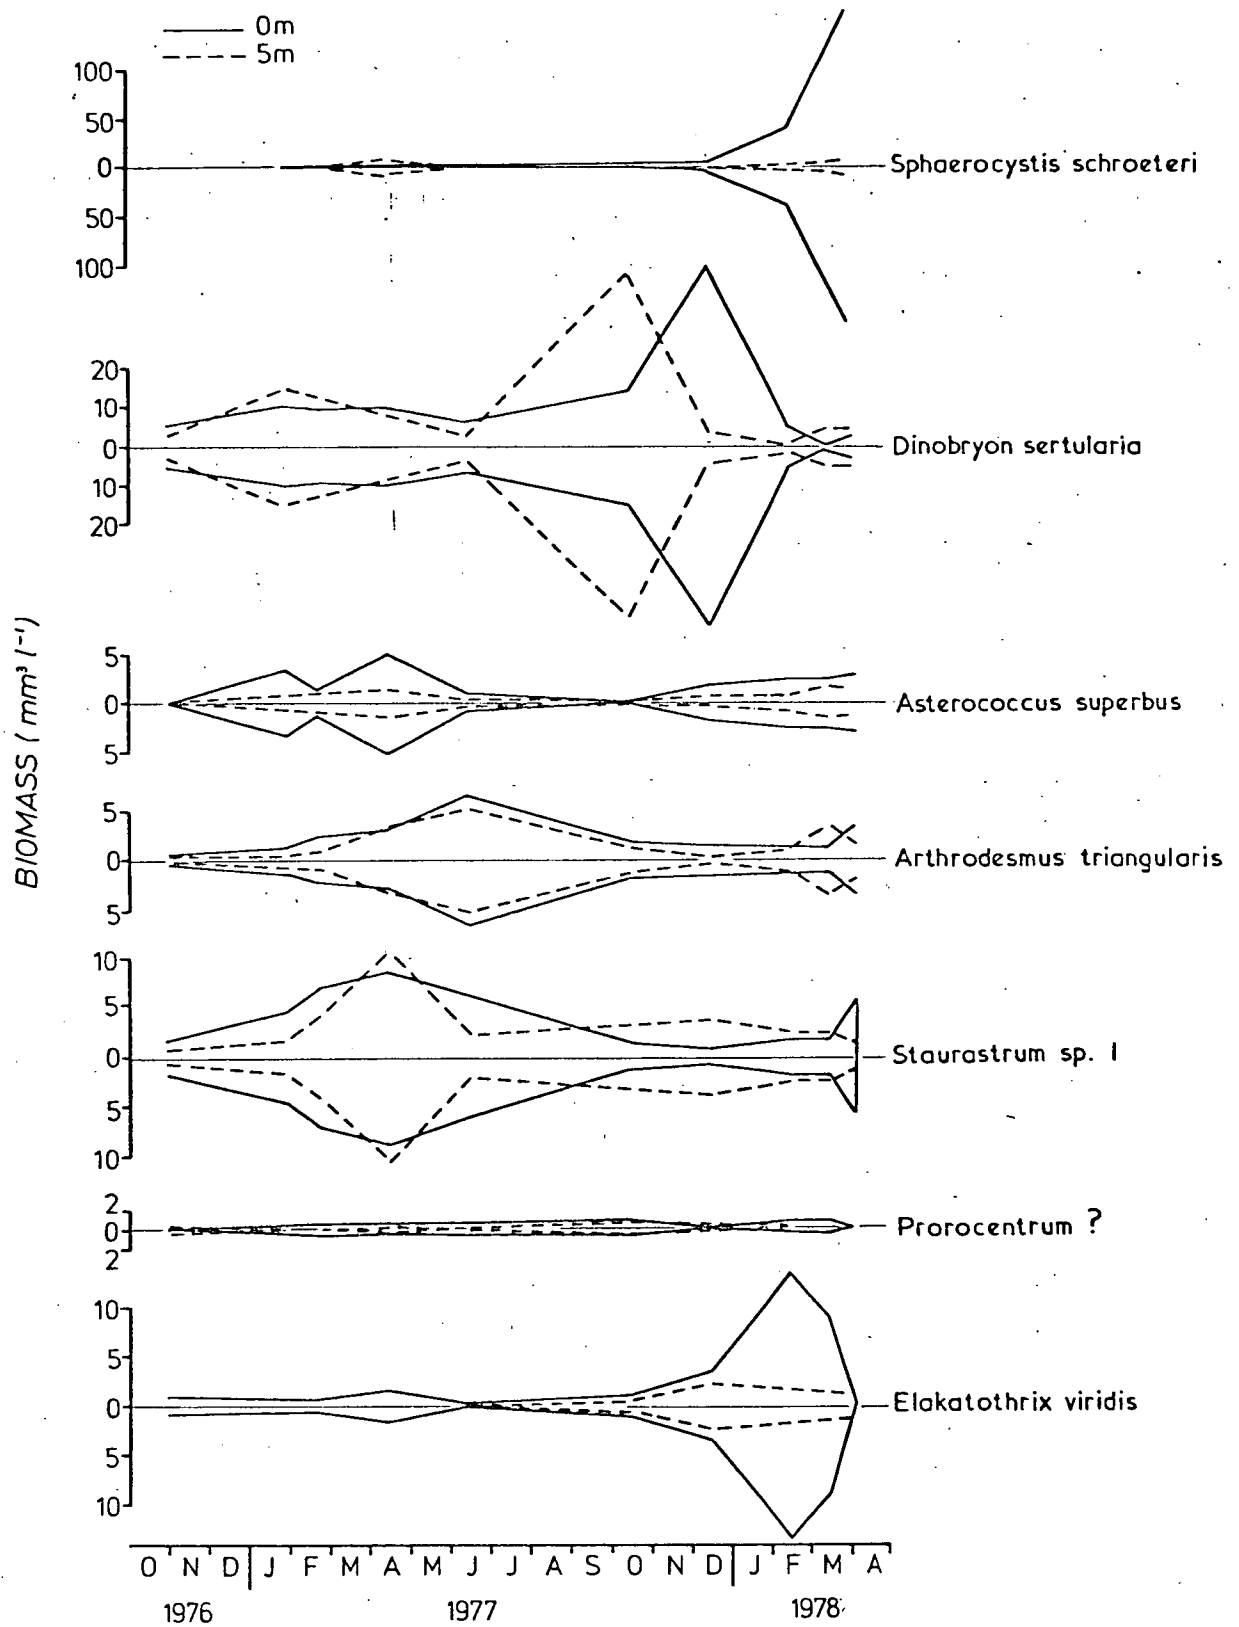 0m
5m
100
50
0
50
100
Sphaerocystis schroeteri
20
10
0
10
20
Dinobryon sertularia
5
0
5
Asterococcus superbus
5
0
5
Arthrodesmus triangularis
10
5
0
5
10
Staurastrum sp. 1
2
0
2
Prorocentrum ?
10
5
0
5
10
Elakatothrix viridis
BIOMASS (mm³ l⁻¹)
O N D J F M A M J J A S O N D J F M A
1976 1977 1978